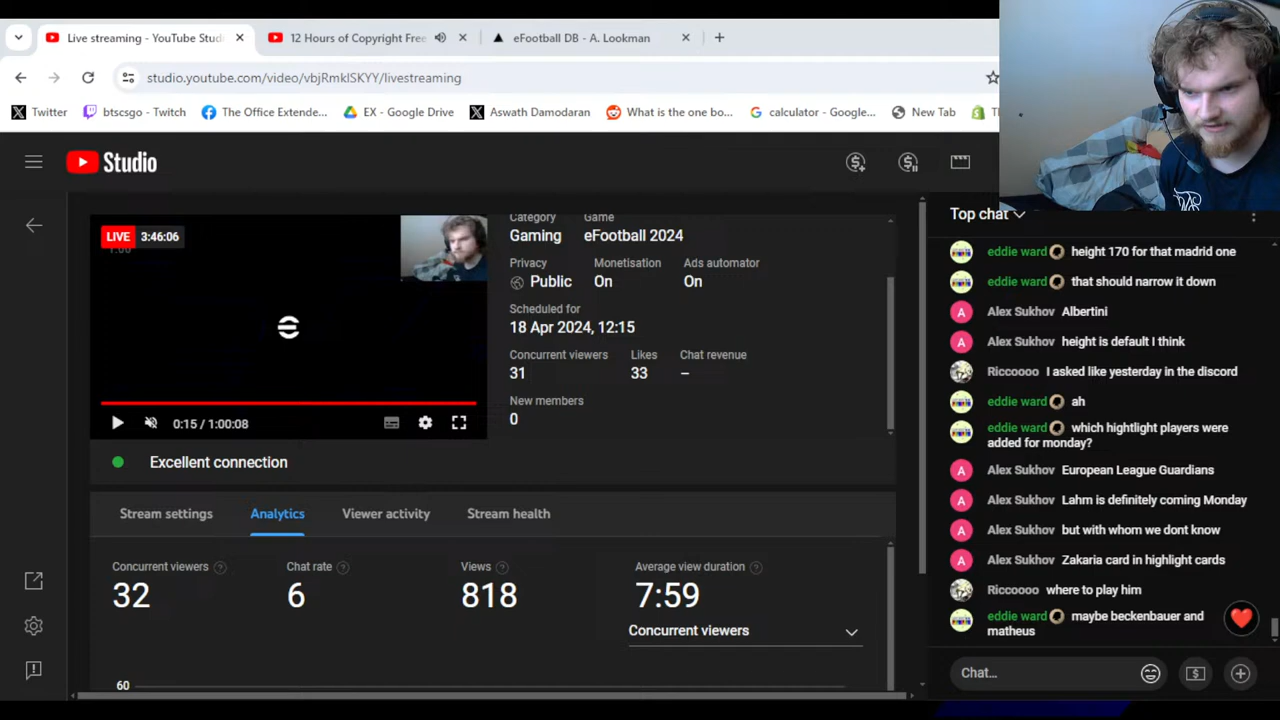 Live streaming - YouTube Stud
12 Hours of Copyright Free
eFootball DB - A. Lookman
studio.youtube.com/video/vbjRmklSKYY/livestreaming
Twitter
btscsgo - Twitch
The Office Extende...
EX - Google Drive
Aswath Damodaran
What is the one bo...
calculator - Google...
New Tab
Studio
LIVE 3:46:06
1:00
0:15 / 1:00:08
Category
Game
Gaming
eFootball 2024
Privacy
Monetisation
Ads automator
Public
On
On
Scheduled for
18 Apr 2024, 12:15
Concurrent viewers
Likes
Chat revenue
31
33
–
New members
0
Excellent connection
Stream settings
Analytics
Viewer activity
Stream health
Concurrent viewers
Chat rate
Views
Average view duration
32
6
818
7:59
Concurrent viewers
60
Top chat
eddie ward height 170 for that madrid one
eddie ward that should narrow it down
A Alex Sukhov Albertini
A Alex Sukhov height is default I think
Riccoooo I asked like yesterday in the discord
eddie ward ah
eddie ward which hightlight players were
added for monday?
A Alex Sukhov European League Guardians
A Alex Sukhov Lahm is definitely coming Monday
A Alex Sukhov but with whom we dont know
A Alex Sukhov Zakaria card in highlight cards
Riccoooo where to play him
eddie ward maybe beckenbauer and
matheus
Chat...